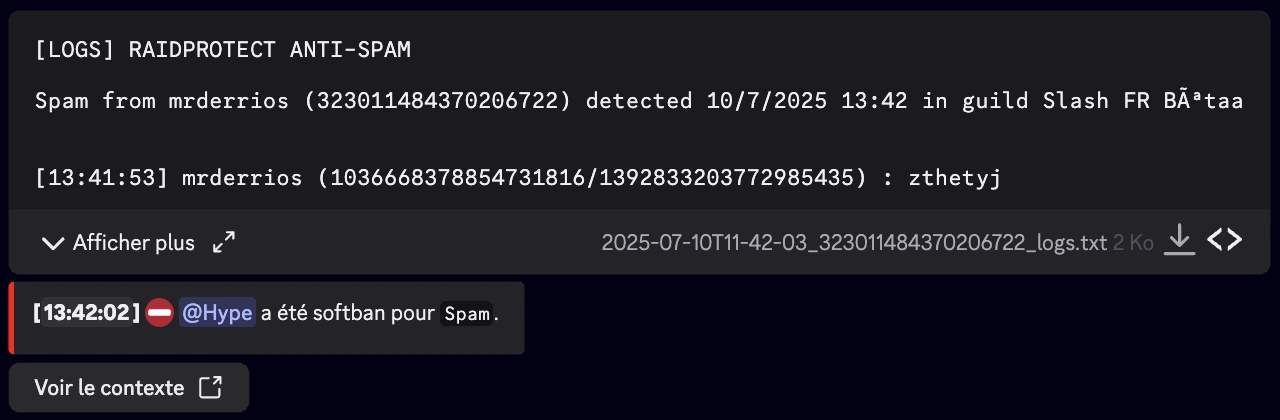 [LOGS] RAIDPROTECT ANTI-SPAM
Spam from mrderrios (323011484370206722) detected 10/7/2025 13:42 in guild Slash FR BÃªtaa
[13:41:53] mrderrios (1036668378854731816/1392833203772985435) : zthetyj
Afficher plus 2025-07-10T11-42-03_323011484370206722_logs.txt 2 Ko
[13:42:02] @Hype a été softban pour Spam.
Voir le contexte